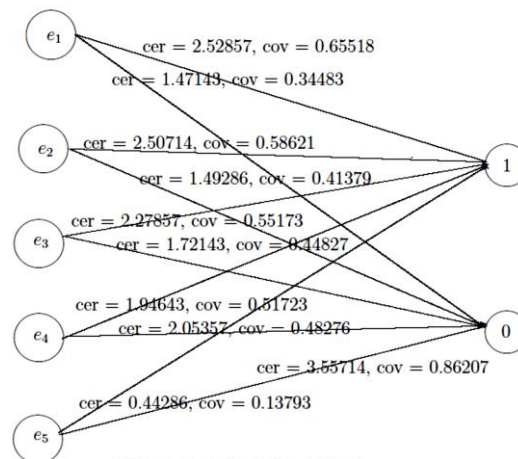 e1
cer = 2.52857, cov = 0.65518
cer = 1.47143, cov = 0.34483
e2
cer = 2.50714, cov = 0.58621
1
cer = 1.49286, cov = 0.41379
cer = 2.27857, cov = 0.55173
e3
cer = 1.72143, cov = 0.44827
cer = 1.94643, cov = 0.51723
e4
cer = 2.05357, cov = 0.48276
0
cer = 3.55714, cov = 0.86207
cer = 0.44286, cov = 0.13793
e5